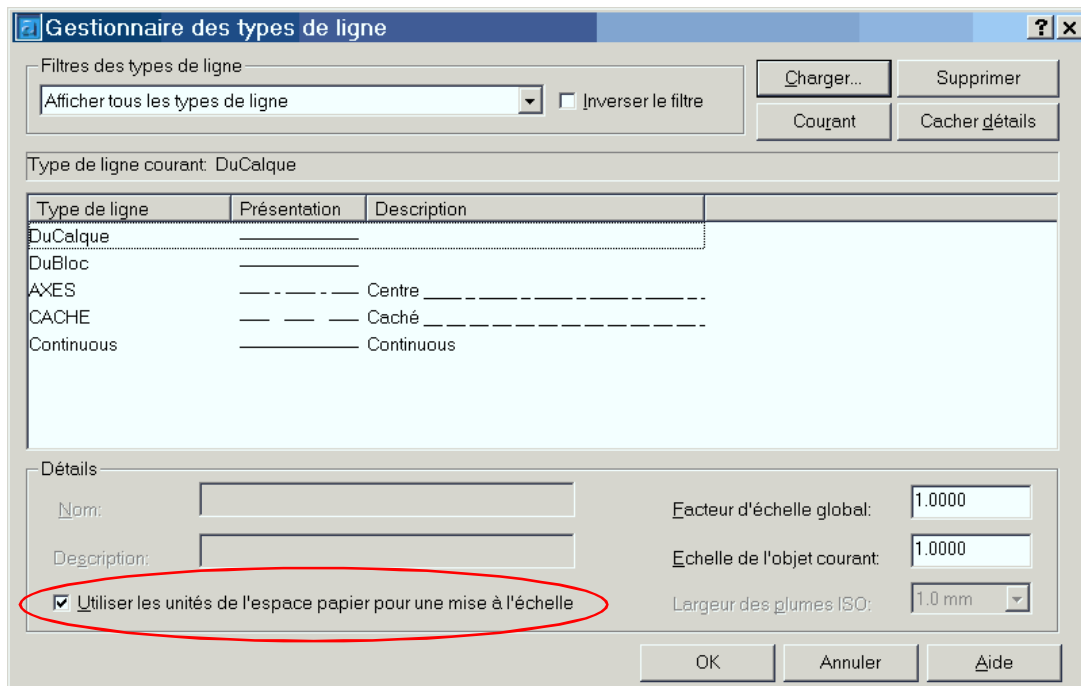 Gestionnaire des types de ligne
Filtres des types de ligne
Afficher tous les types de ligne
Inverser le filtre
Charger...
Supprimer
Courant
Cacher détails
Type de ligne courant: DuCalque
Type de ligne Présentation Description
DuCalque
DuBloc
AXES Centre
CACHE Caché
Continuous Continuous
Détails
Nom:
Facteur d'échelle global: 1.0000
Description:
Echelle de l'objet courant: 1.0000
Utiliser les unités de l'espace papier pour une mise à l'échelle
Largeur des plumes ISO: 1.0 mm
OK Annuler Aide